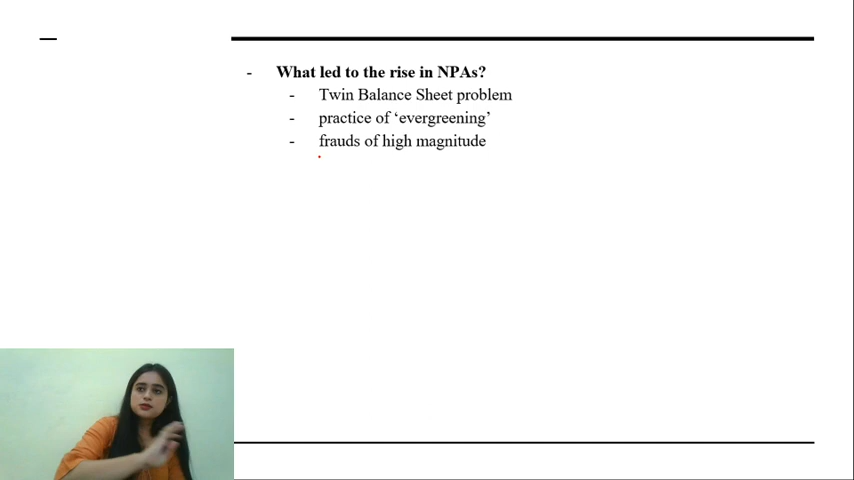 - What led to the rise in NPAs?
- Twin Balance Sheet problem
- practice of ‘evergreening’
- frauds of high magnitude